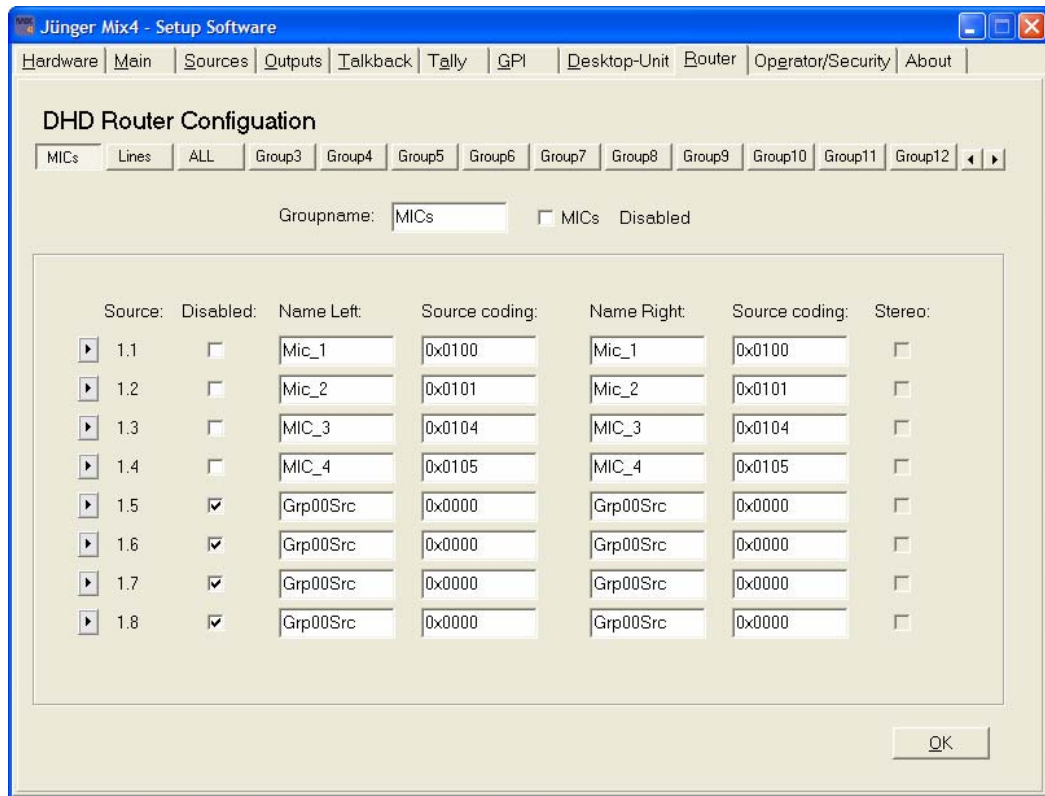 Jünger Mix4 - Setup Software
Hardware Main Sources Outputs Talkback Tally GPI Desktop-Unit Router Operator/Security About
DHD Router Configuation
MICs Lines ALL Group3 Group4 Group5 Group6 Group7 Group8 Group9 Group10 Group11 Group12
Groupname: MICs MICs Disabled
Source: Disabled: Name Left: Source coding: Name Right: Source coding: Stereo:
1.1 Mic_1 0x0100 Mic_1 0x0100
1.2 Mic_2 0x0101 Mic_2 0x0101
1.3 MIC_3 0x0104 MIC_3 0x0104
1.4 MIC_4 0x0105 MIC_4 0x0105
1.5 Grp00Src 0x0000 Grp00Src 0x0000
1.6 Grp00Src 0x0000 Grp00Src 0x0000
1.7 Grp00Src 0x0000 Grp00Src 0x0000
1.8 Grp00Src 0x0000 Grp00Src 0x0000
OK